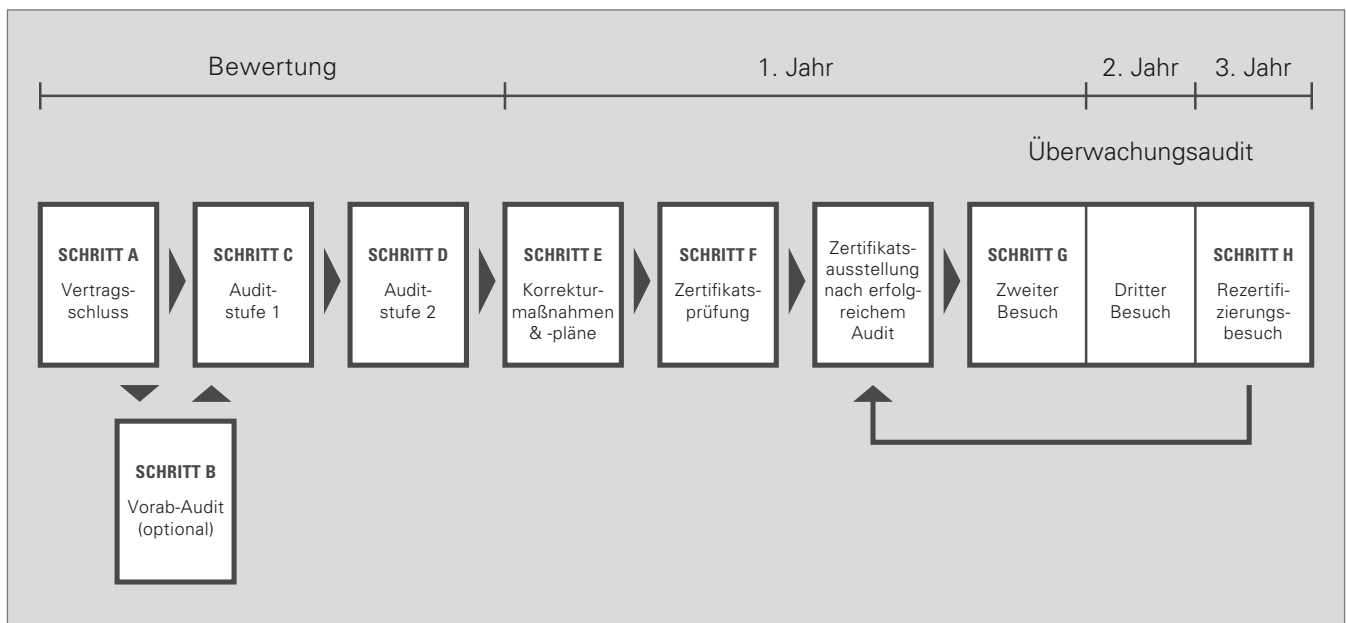 Bewertung
1. Jahr
2. Jahr
3. Jahr
Überwachungsaudit
SCHRITT A
Vertrags-
schluss
SCHRITT C
Audit-
stufe 1
SCHRITT D
Audit-
stufe 2
SCHRITT E
Korrektur-
maßnahmen
& -pläne
SCHRITT F
Zertifikats-
prüfung
Zertifikats-
ausstellung
nach erfolg-
reichem
Audit
SCHRITT G
Zweiter
Besuch
Dritter
Besuch
SCHRITT H
Rezertifi-
zierungs-
besuch
SCHRITT B
Vorab-Audit
(optional)